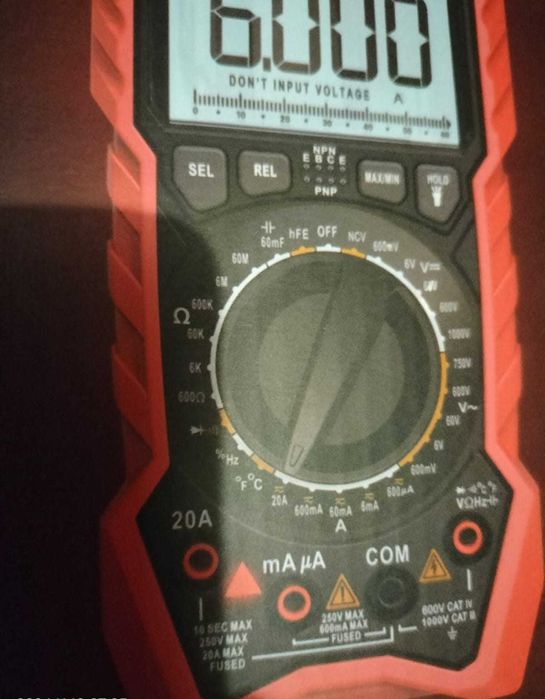 6.000
DON'T INPUT VOLTAGE A
0 10 20 30 40 50 60
SEL
REL
NPN
E B C E
PNP
MAX/MIN
HOLD
60mF
hFE
OFF
NCV
600mV
6V
V
60V
600V
1000V
750V
600V
V~
60V
6V
600mV
600µA
6mA
60mA
600mA
20A
A
°F°C
%Hz
600Ω
6K
60K
600K
Ω
6M
60M
20A
mA µA
COM
°C °F
VΩHz
10 SEC MAX
250V MAX
20A MAX
FUSED
250V MAX
600mA MAX
FUSED
600V CAT IV
1000V CAT III